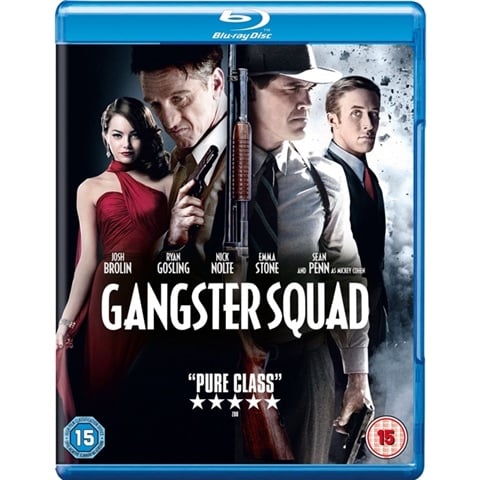 Blu-ray Disc
JOSH
BROLIN
RYAN
GOSLING
NICK
NOLTE
EMMA
STONE
AND
SEAN
PENN
AS MICKEY COHEN
GANGSTER SQUAD
"PURE CLASS"
★★★★★
ZOO
15
15